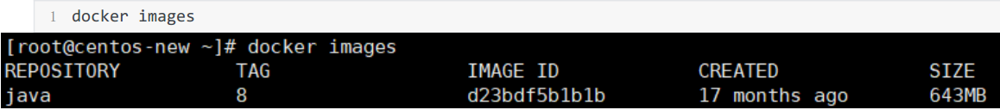 1 docker images
[root@centos-new ~]# docker images
REPOSITORY TAG IMAGE ID CREATED SIZE
java 8 d23bdf5b1b1b 17 months ago 643MB